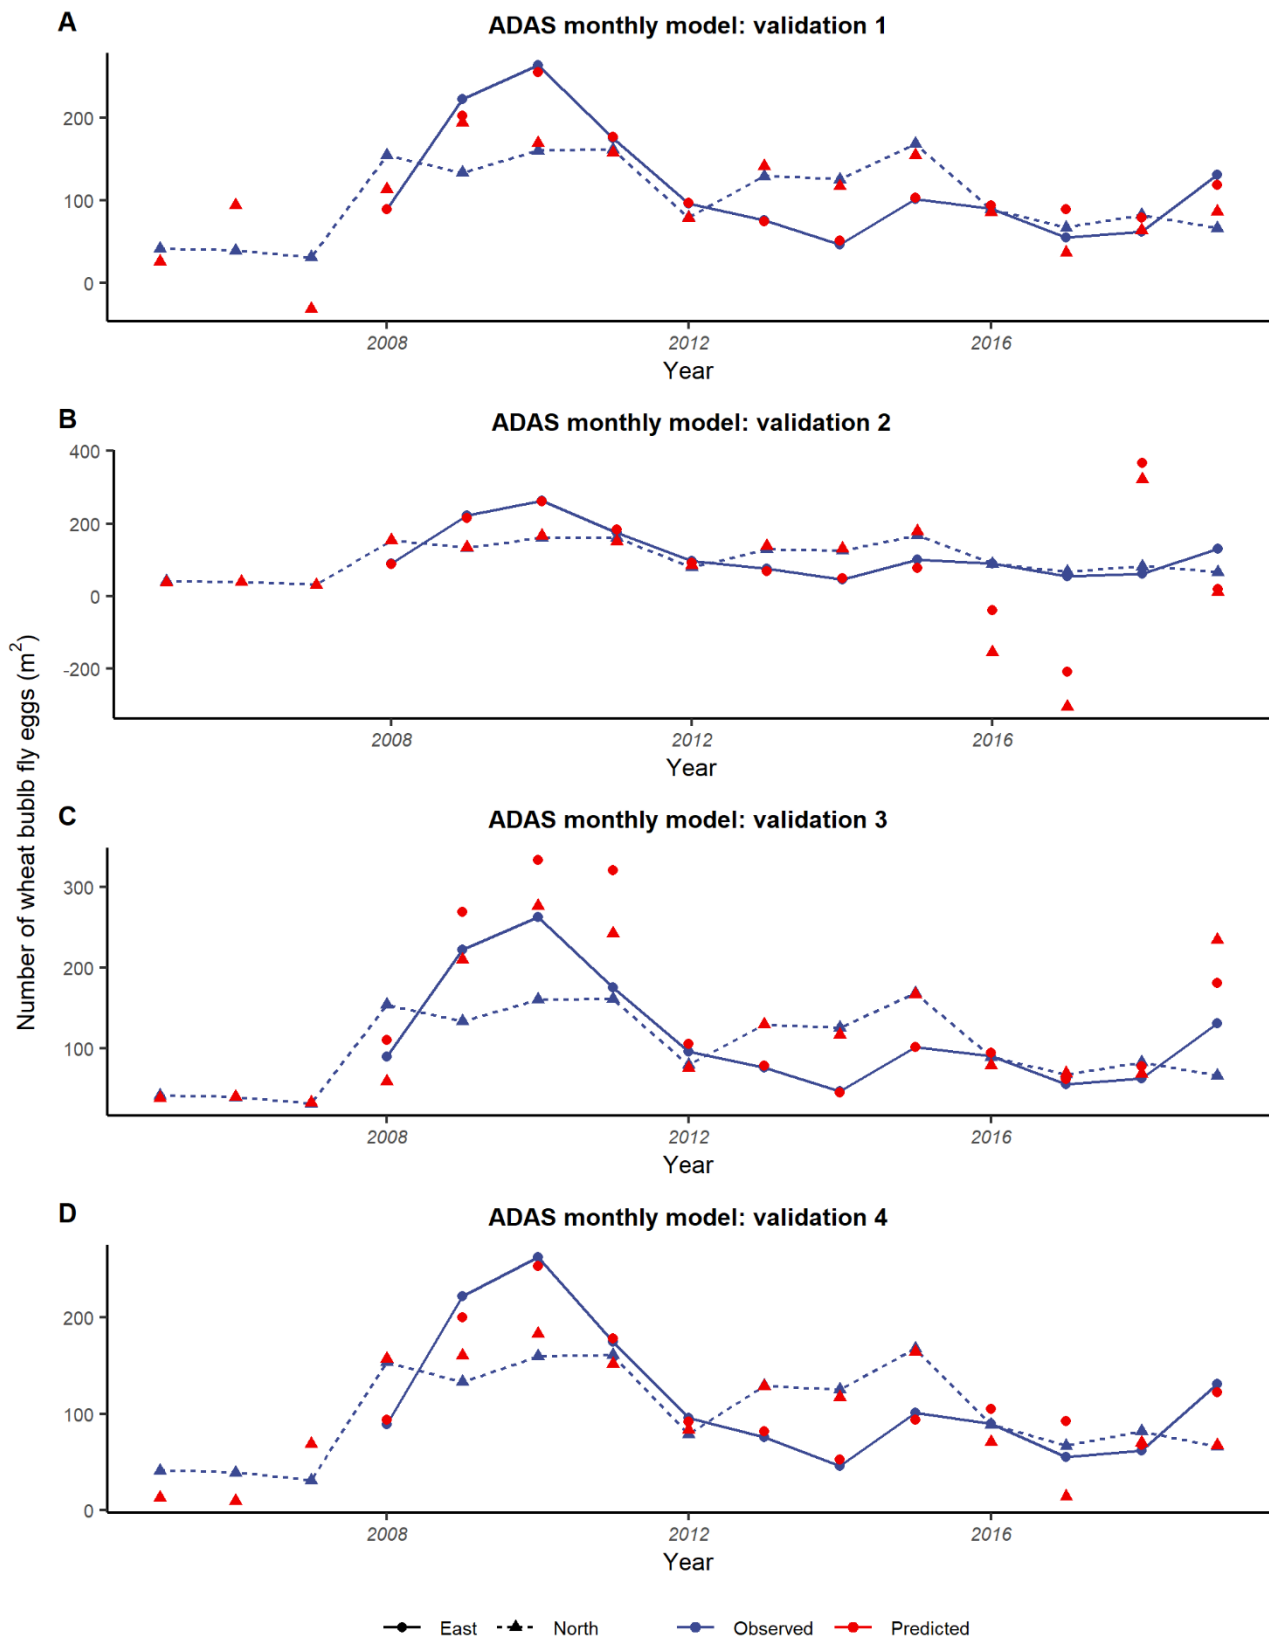 A
ADAS monthly model: validation 1
200
100
0
2008
2012
2016
Year
B
ADAS monthly model: validation 2
400
200
0
-200
2008
2012
2016
Year
Number of wheat bublb fly eggs (m²)
C
ADAS monthly model: validation 3
300
200
100
2008
2012
2016
Year
D
ADAS monthly model: validation 4
200
100
0
2008
2012
2016
Year
East North Observed Predicted